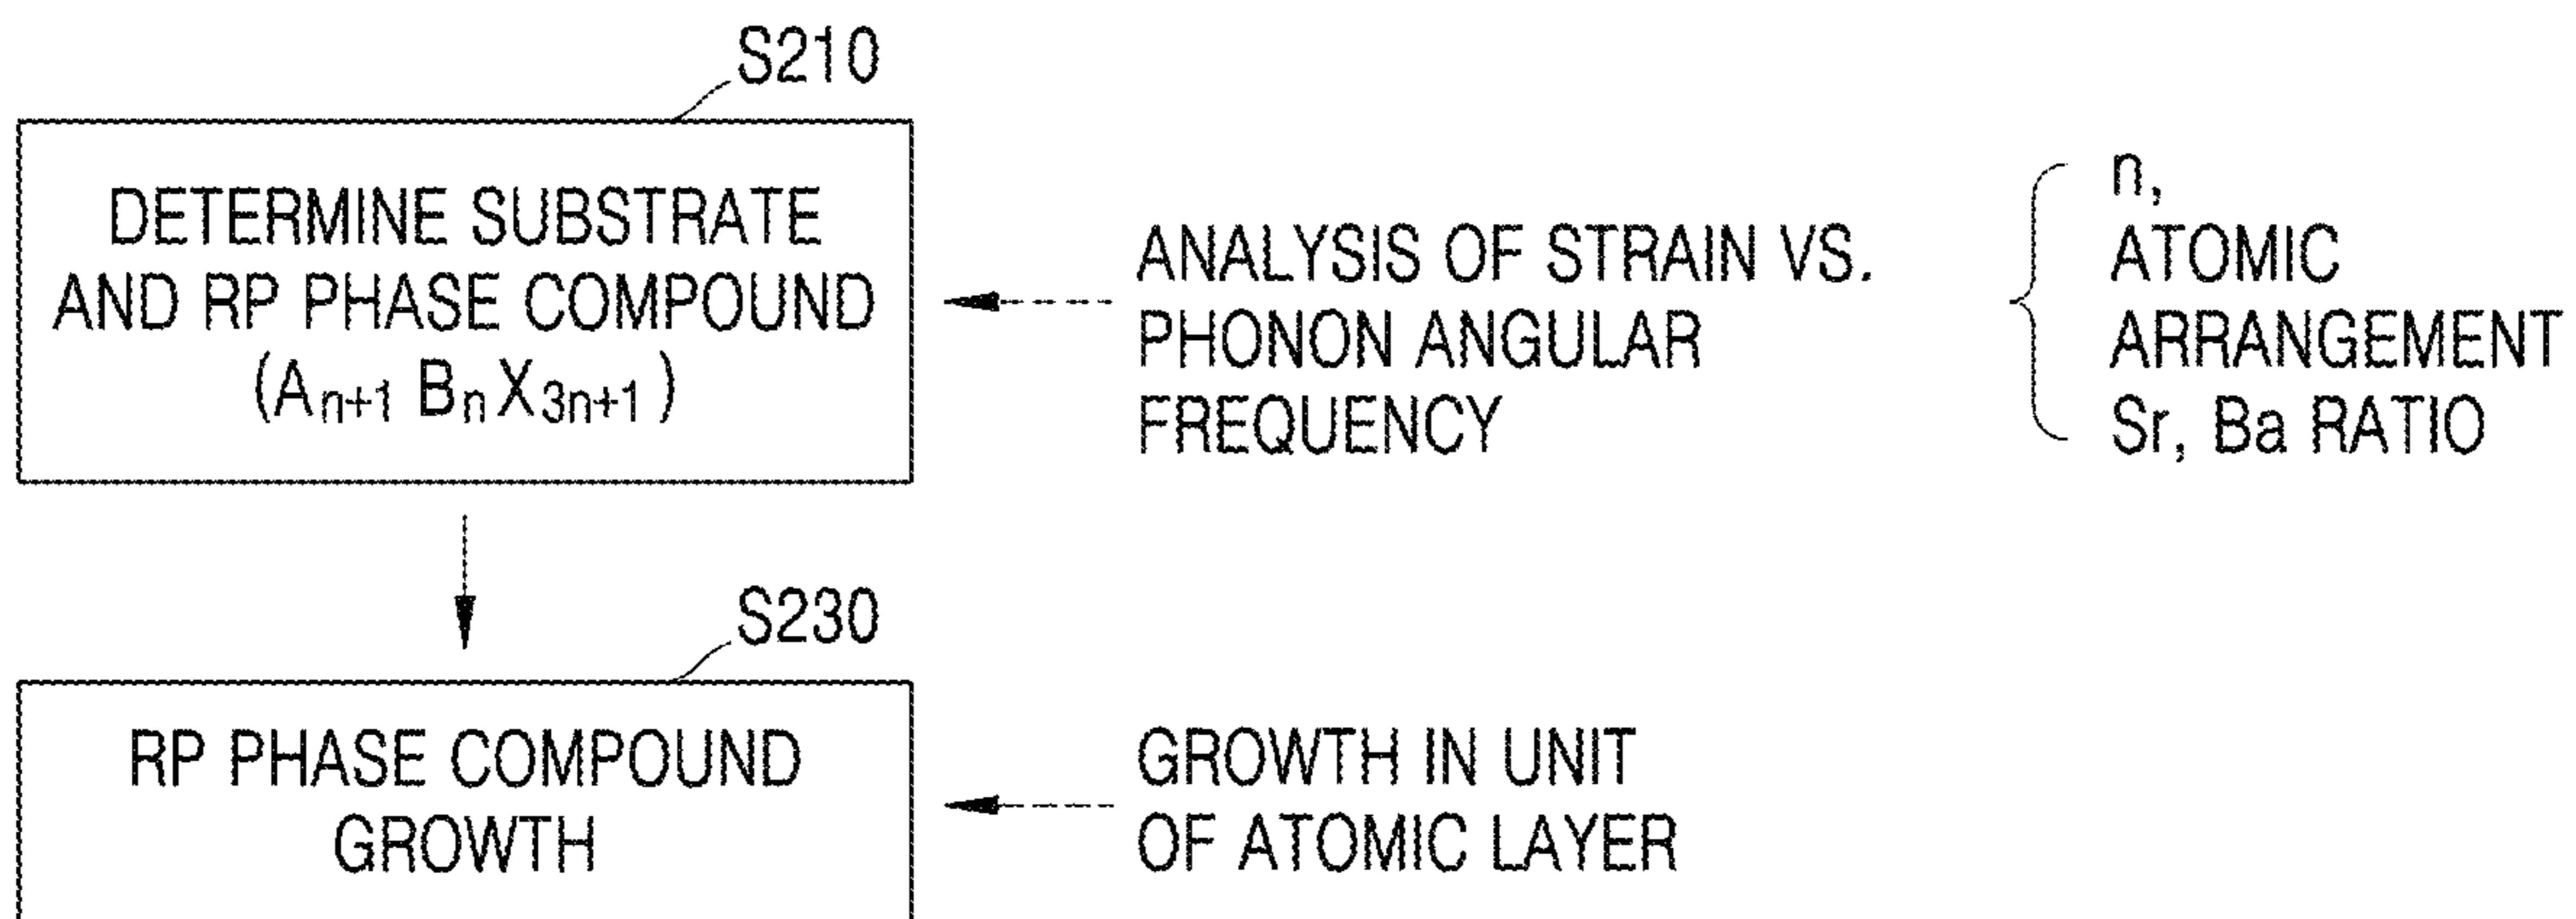 S210
DETERMINE SUBSTRATE
AND RP PHASE COMPOUND
(An+1 BnX3n+1)
ANALYSIS OF STRAIN VS.
PHONON ANGULAR
FREQUENCY
n,
ATOMIC
ARRANGEMENT
Sr, Ba RATIO
S230
RP PHASE COMPOUND
GROWTH
GROWTH IN UNIT
OF ATOMIC LAYER